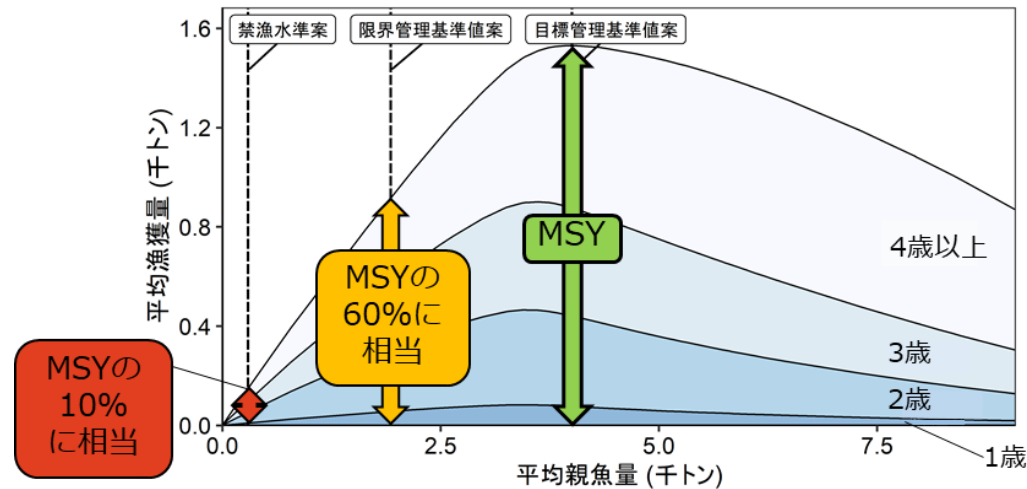 禁漁水準案
限界管理基準値案
目標管理基準値案
平均漁獲量 (千トン)
1.6
1.2
0.8
0.4
0.0
MSY
MSYの
60%に
相当
MSYの
10%
に相当
4歳以上
3歳
2歳
1歳
0.0
2.5
5.0
7.5
平均親魚量 (千トン)